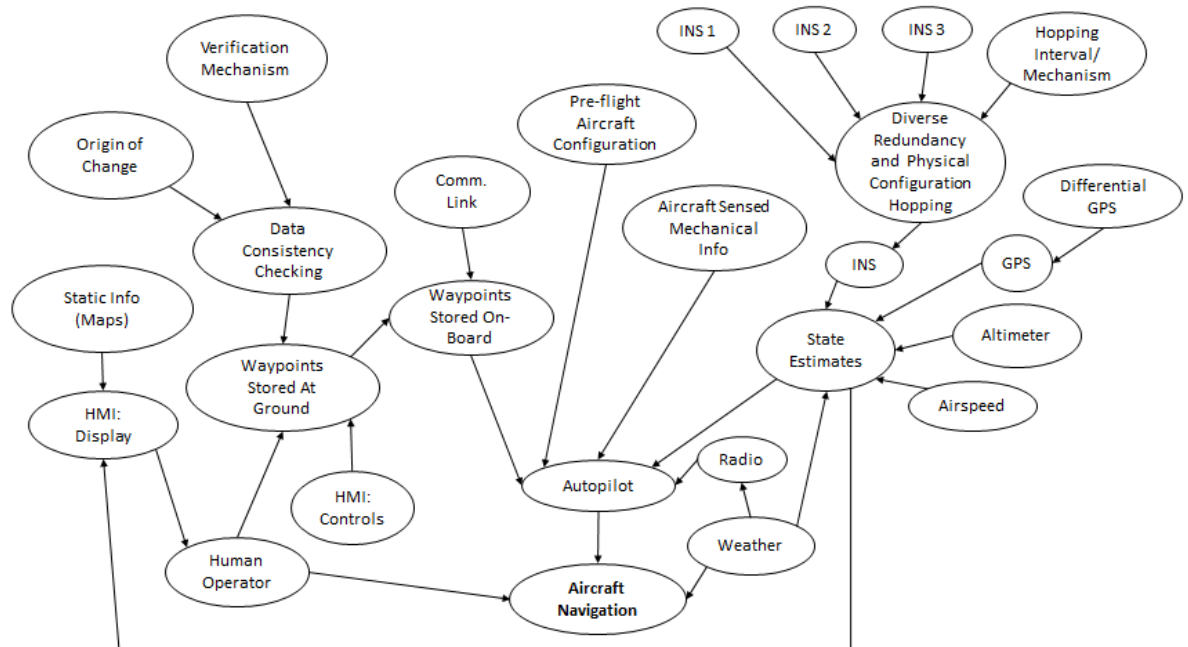 INS 1
INS 2
INS 3
Hopping
Interval/
Mechanism
Verification
Mechanism
Pre-flight
Aircraft
Configuration
Diverse
Redundancy
and Physical
Configuration
Hopping
Origin of
Change
Comm.
Link
Aircraft Sensed
Mechanical
Info
Differential
GPS
Data
Consistency
Checking
INS
GPS
Static Info
(Maps)
Waypoints
Stored On-
Board
State
Estimates
Altimeter
Waypoints
Stored At
Ground
HMI:
Display
Airspeed
Radio
Autopilot
HMI:
Controls
Weather
Human
Operator
Aircraft
Navigation